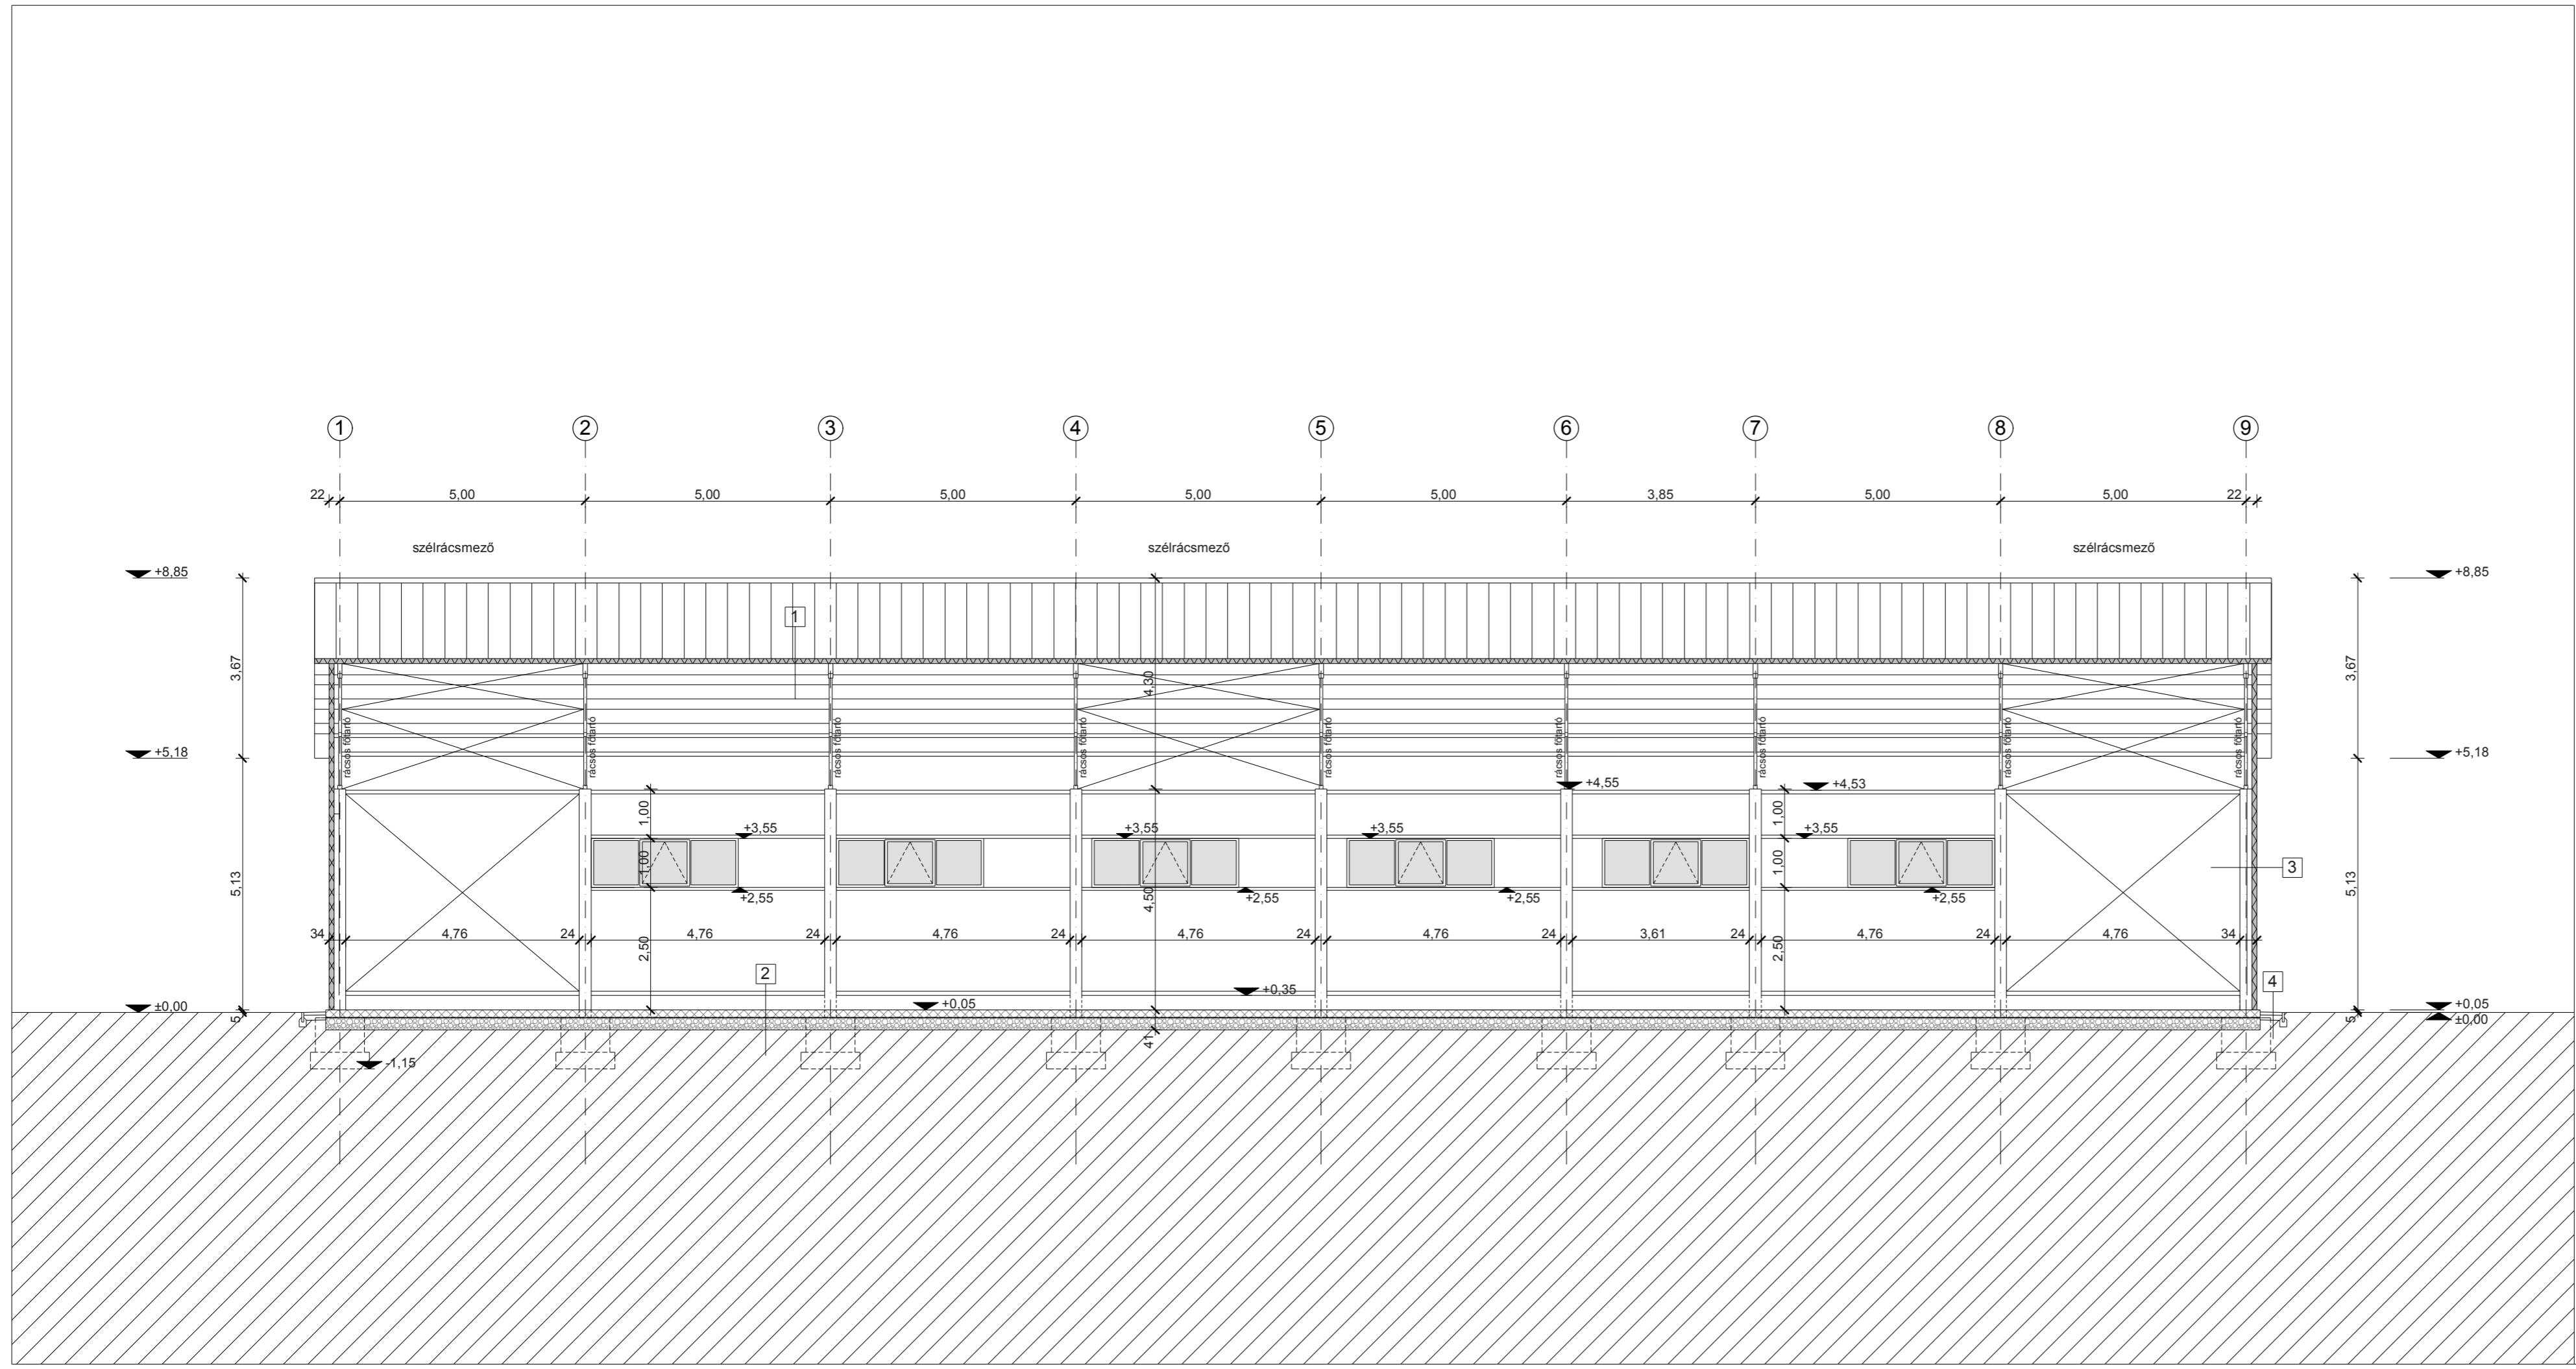 1 2 3 4 5 6 7 8 9
22 5,00 5,00 5,00 5,00 5,00 3,85 5,00 5,00 22
szélrácsmező szélrácsmező szélrácsmező
+8,85 +8,85
1
3,67 4,30 3,67
rácsos főtartó rácsos főtartó rácsos főtartó rácsos főtartó rácsos főtartó rácsos főtartó rácsos főtartó rácsos főtartó rácsos főtartó
+5,18 +5,18
+4,55 +4,53
1,00 1,00
+3,55 +3,55 +3,55 +3,55
1,00 1,00
3
5,13 5,13
+2,55 4,50 +2,55 +2,55 +2,55
34 4,76 24 4,76 24 4,76 24 4,76 24 4,76 24 3,61 24 4,76 24 4,76 34
2,50 2,50
2 4
+0,35
±0,00 +0,05 +0,05
5 5 ±0,00
41
-1,15